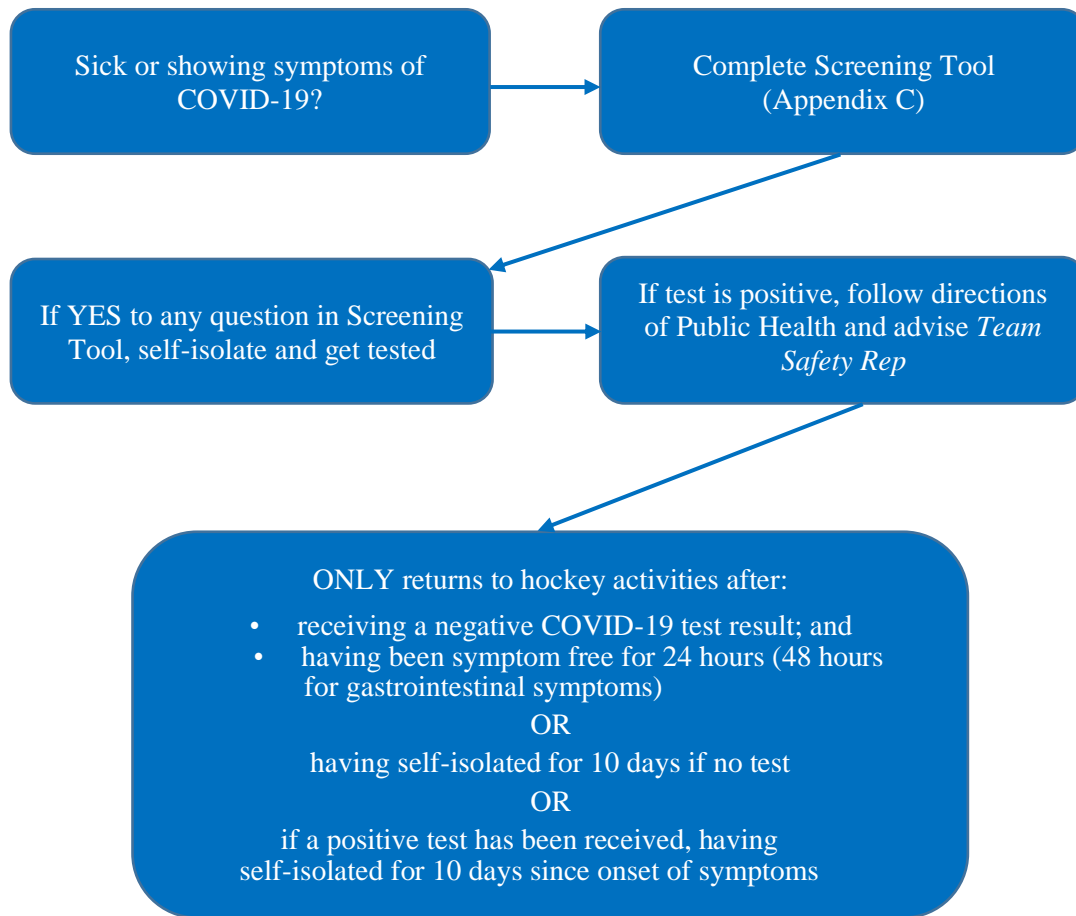 Sick or showing symptoms of
COVID-19?
Complete Screening Tool
(Appendix C)
If YES to any question in Screening
Tool, self-isolate and get tested
If test is positive, follow directions
of Public Health and advise Team
Safety Rep
ONLY returns to hockey activities after:
• receiving a negative COVID-19 test result; and
• having been symptom free for 24 hours (48 hours
for gastrointestinal symptoms)
OR
having self-isolated for 10 days if no test
OR
if a positive test has been received, having
self-isolated for 10 days since onset of symptoms